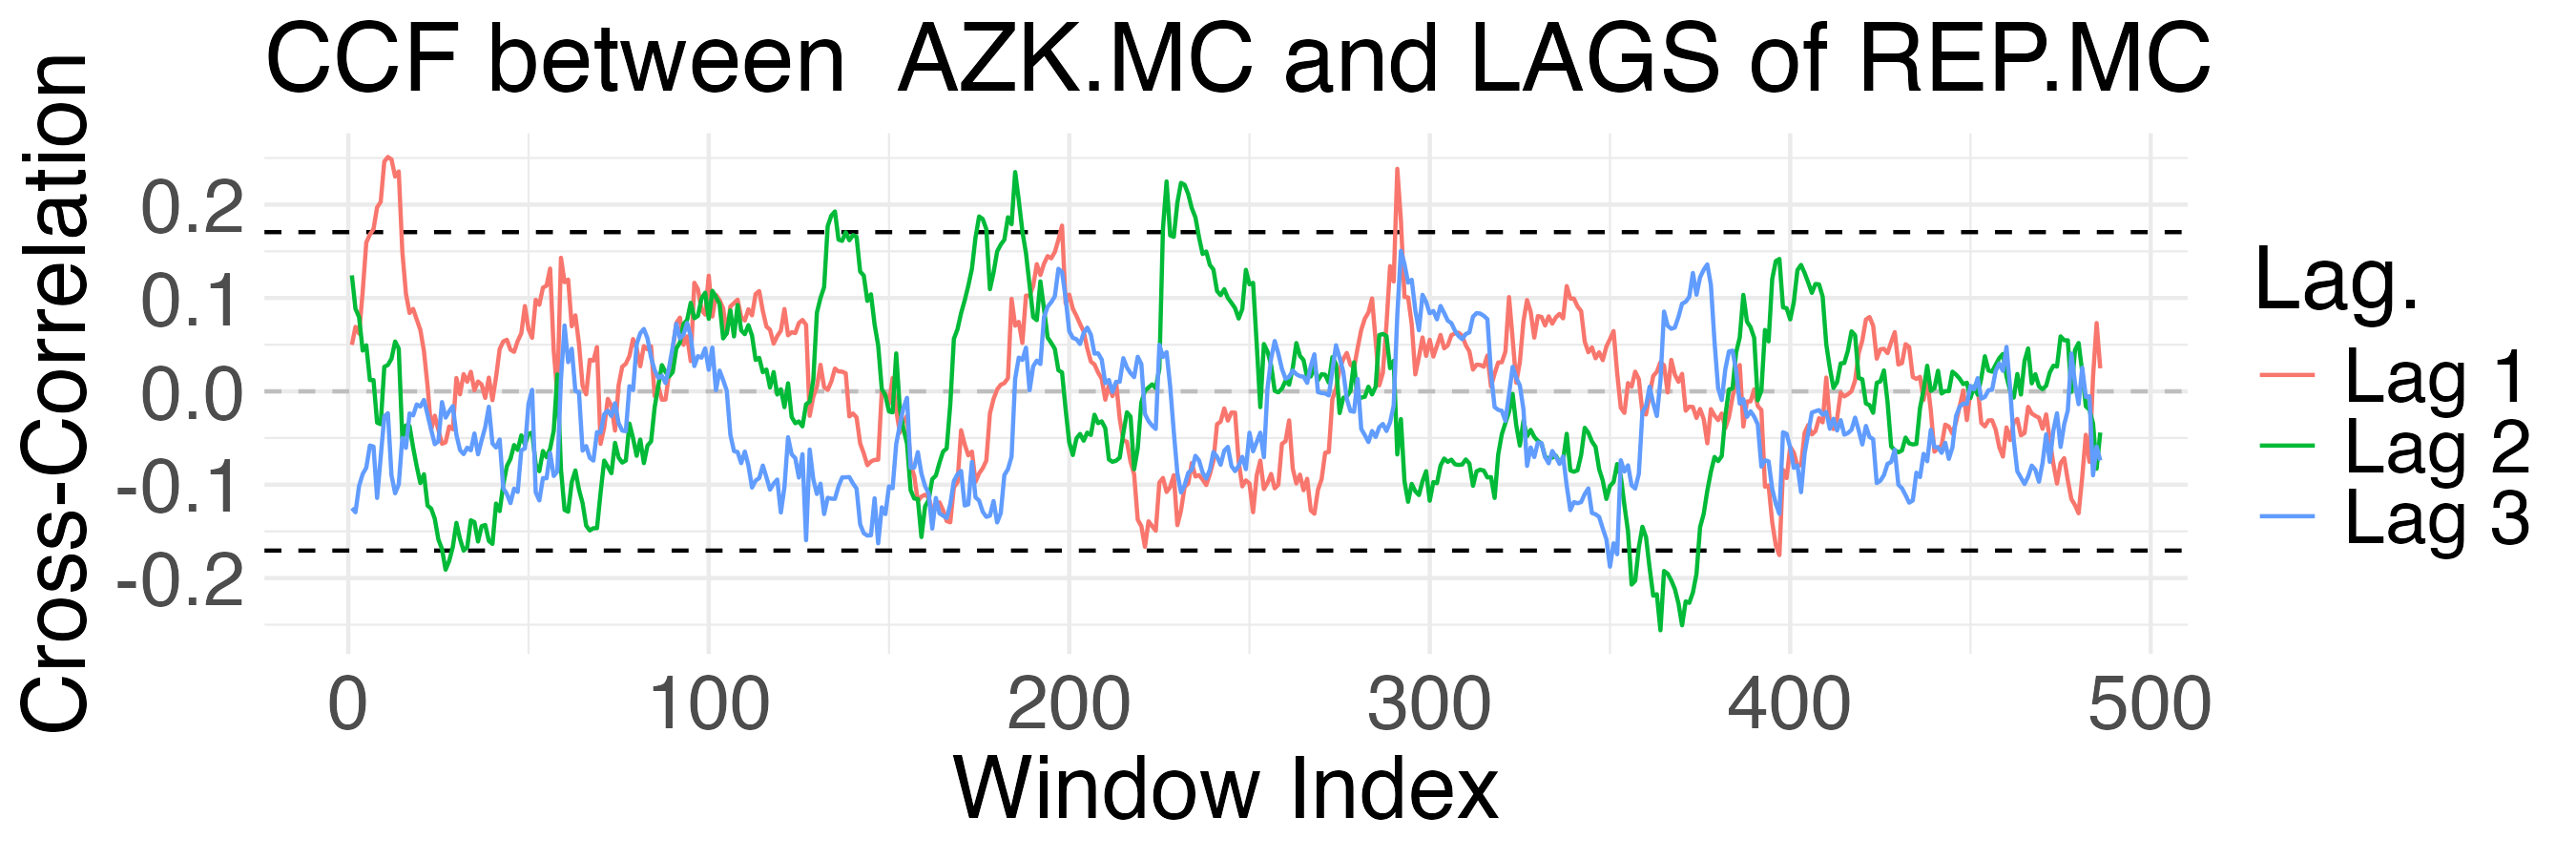 CCF between  AZK.MC and LAGS of REP.MC
Cross-Correlation
0.2
0.1
0.0
-0.1
-0.2
0 100 200 300 400 500
Window Index
Lag.
Lag 1
Lag 2
Lag 3